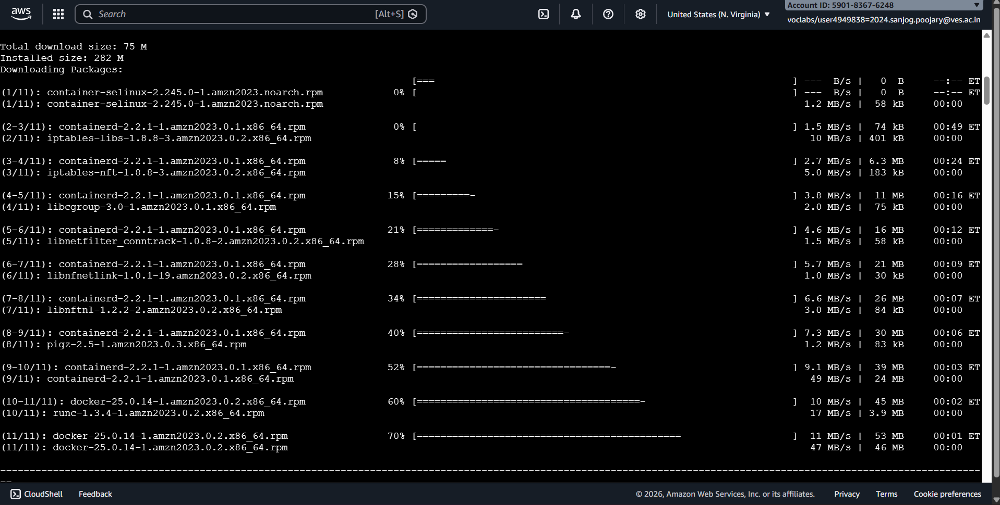 aws
Search [Alt+S]
United States (N. Virginia)
Account ID: 5901-8367-6248
voclabs/user4949838=2024.sanjog.poojary@ves.ac.in
Total download size: 75 M
Installed size: 282 M
Downloading Packages:
[=== ] --- B/s | 0 B --:-- ET
(1/11): container-selinux-2.245.0-1.amzn2023.noarch.rpm 0% [ ] --- B/s | 0 B --:-- ET
(1/11): container-selinux-2.245.0-1.amzn2023.noarch.rpm 1.2 MB/s | 58 kB 00:00
(2-3/11): containerd-2.2.1-1.amzn2023.0.1.x86_64.rpm 0% [ ] 1.5 MB/s | 74 kB 00:49 ET
(2/11): iptables-libs-1.8.8-3.amzn2023.0.2.x86_64.rpm 10 MB/s | 401 kB 00:00
(3-4/11): containerd-2.2.1-1.amzn2023.0.1.x86_64.rpm 8% [===== ] 2.7 MB/s | 6.3 MB 00:24 ET
(3/11): iptables-nft-1.8.8-3.amzn2023.0.2.x86_64.rpm 5.0 MB/s | 183 kB 00:00
(4-5/11): containerd-2.2.1-1.amzn2023.0.1.x86_64.rpm 15% [=========- ] 3.8 MB/s | 11 MB 00:16 ET
(4/11): libcgroup-3.0-1.amzn2023.0.1.x86_64.rpm 2.0 MB/s | 75 kB 00:00
(5-6/11): containerd-2.2.1-1.amzn2023.0.1.x86_64.rpm 21% [=============- ] 4.6 MB/s | 16 MB 00:12 ET
(5/11): libnetfilter_conntrack-1.0.8-2.amzn2023.0.2.x86_64.rpm 1.5 MB/s | 58 kB 00:00
(6-7/11): containerd-2.2.1-1.amzn2023.0.1.x86_64.rpm 28% [================== ] 5.7 MB/s | 21 MB 00:09 ET
(6/11): libnfnetlink-1.0.1-19.amzn2023.0.2.x86_64.rpm 1.0 MB/s | 30 kB 00:00
(7-8/11): containerd-2.2.1-1.amzn2023.0.1.x86_64.rpm 34% [====================== ] 6.6 MB/s | 26 MB 00:07 ET
(7/11): libnftnl-1.2.2-2.amzn2023.0.2.x86_64.rpm 3.0 MB/s | 84 kB 00:00
(8-9/11): containerd-2.2.1-1.amzn2023.0.1.x86_64.rpm 40% [=========================- ] 7.3 MB/s | 30 MB 00:06 ET
(8/11): pigz-2.5-1.amzn2023.0.3.x86_64.rpm 1.2 MB/s | 83 kB 00:00
(9-10/11): containerd-2.2.1-1.amzn2023.0.1.x86_64.rpm 52% [=================================- ] 9.1 MB/s | 39 MB 00:03 ET
(9/11): containerd-2.2.1-1.amzn2023.0.1.x86_64.rpm 49 MB/s | 24 MB 00:00
(10-11/11): docker-25.0.14-1.amzn2023.0.2.x86_64.rpm 60% [======================================- ] 10 MB/s | 45 MB 00:02 ET
(10/11): runc-1.3.4-1.amzn2023.0.2.x86_64.rpm 17 MB/s | 3.9 MB 00:00
(11/11): docker-25.0.14-1.amzn2023.0.2.x86_64.rpm 70% [============================================= ] 11 MB/s | 53 MB 00:01 ET
(11/11): docker-25.0.14-1.amzn2023.0.2.x86_64.rpm 47 MB/s | 46 MB 00:00
CloudShell Feedback © 2026, Amazon Web Services, Inc. or its affiliates. Privacy Terms Cookie preferences